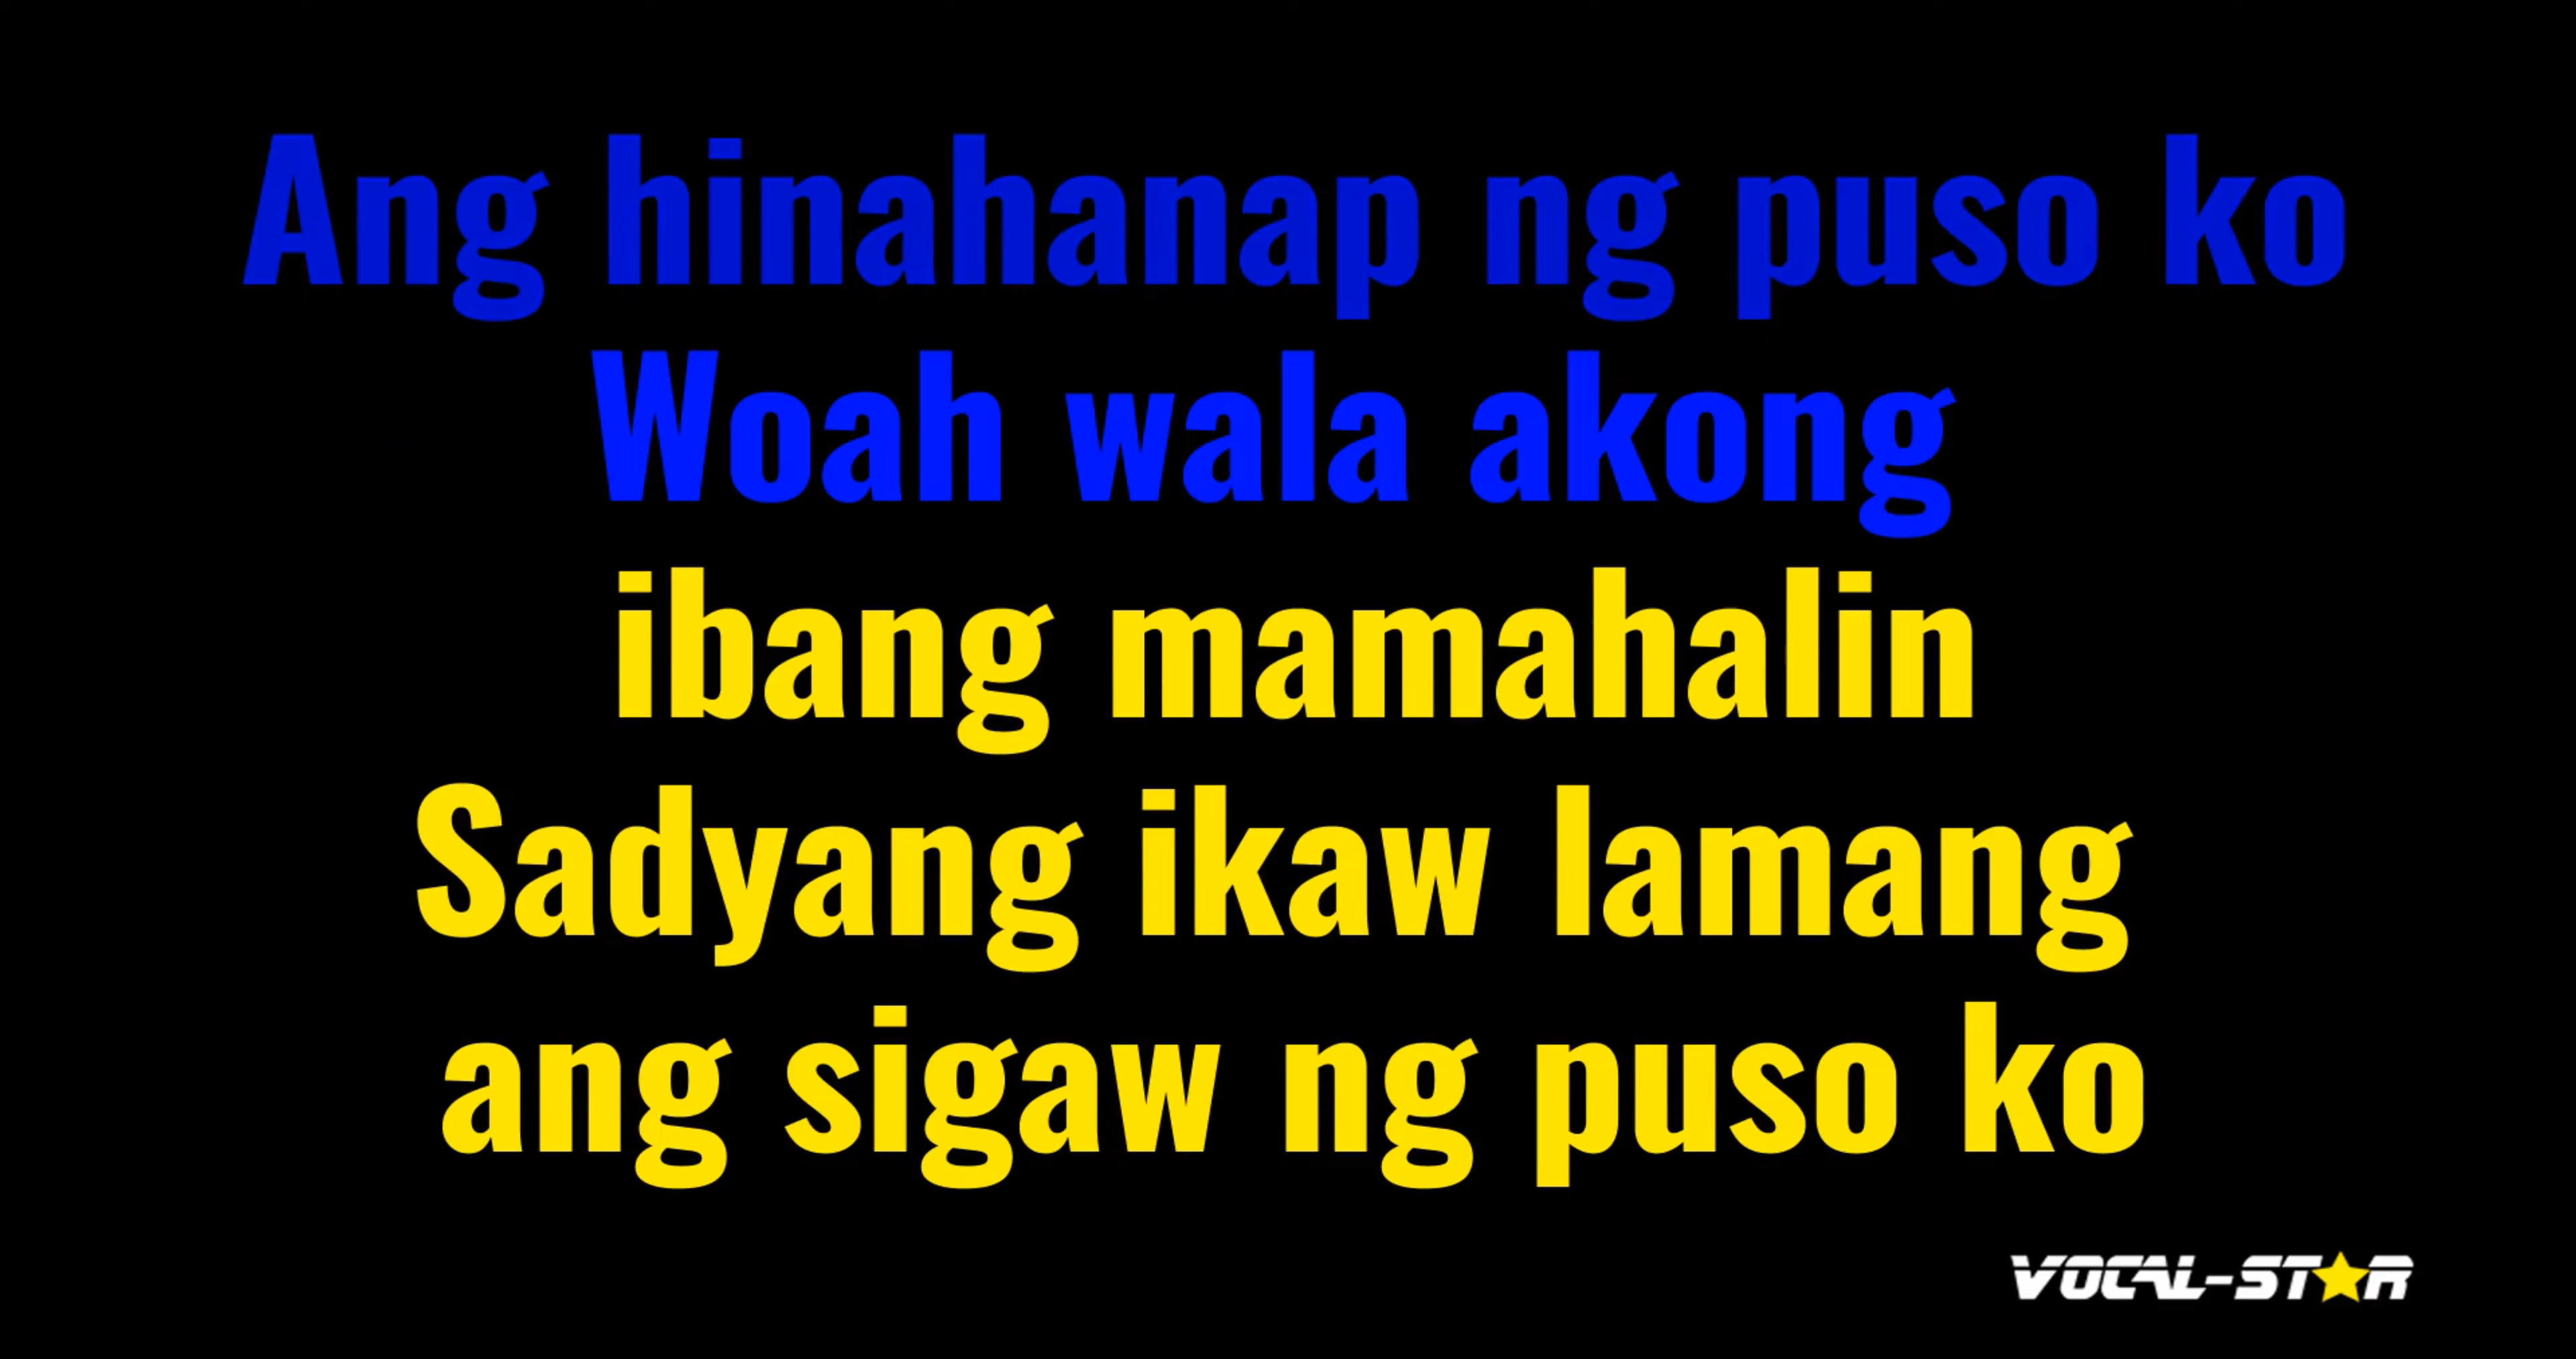 Ang hinahanap ng puso ko
Woah wala akong
ibang mamahalin
Sadyang ikaw lamang
ang sigaw ng puso ko
VOCAL-STAR